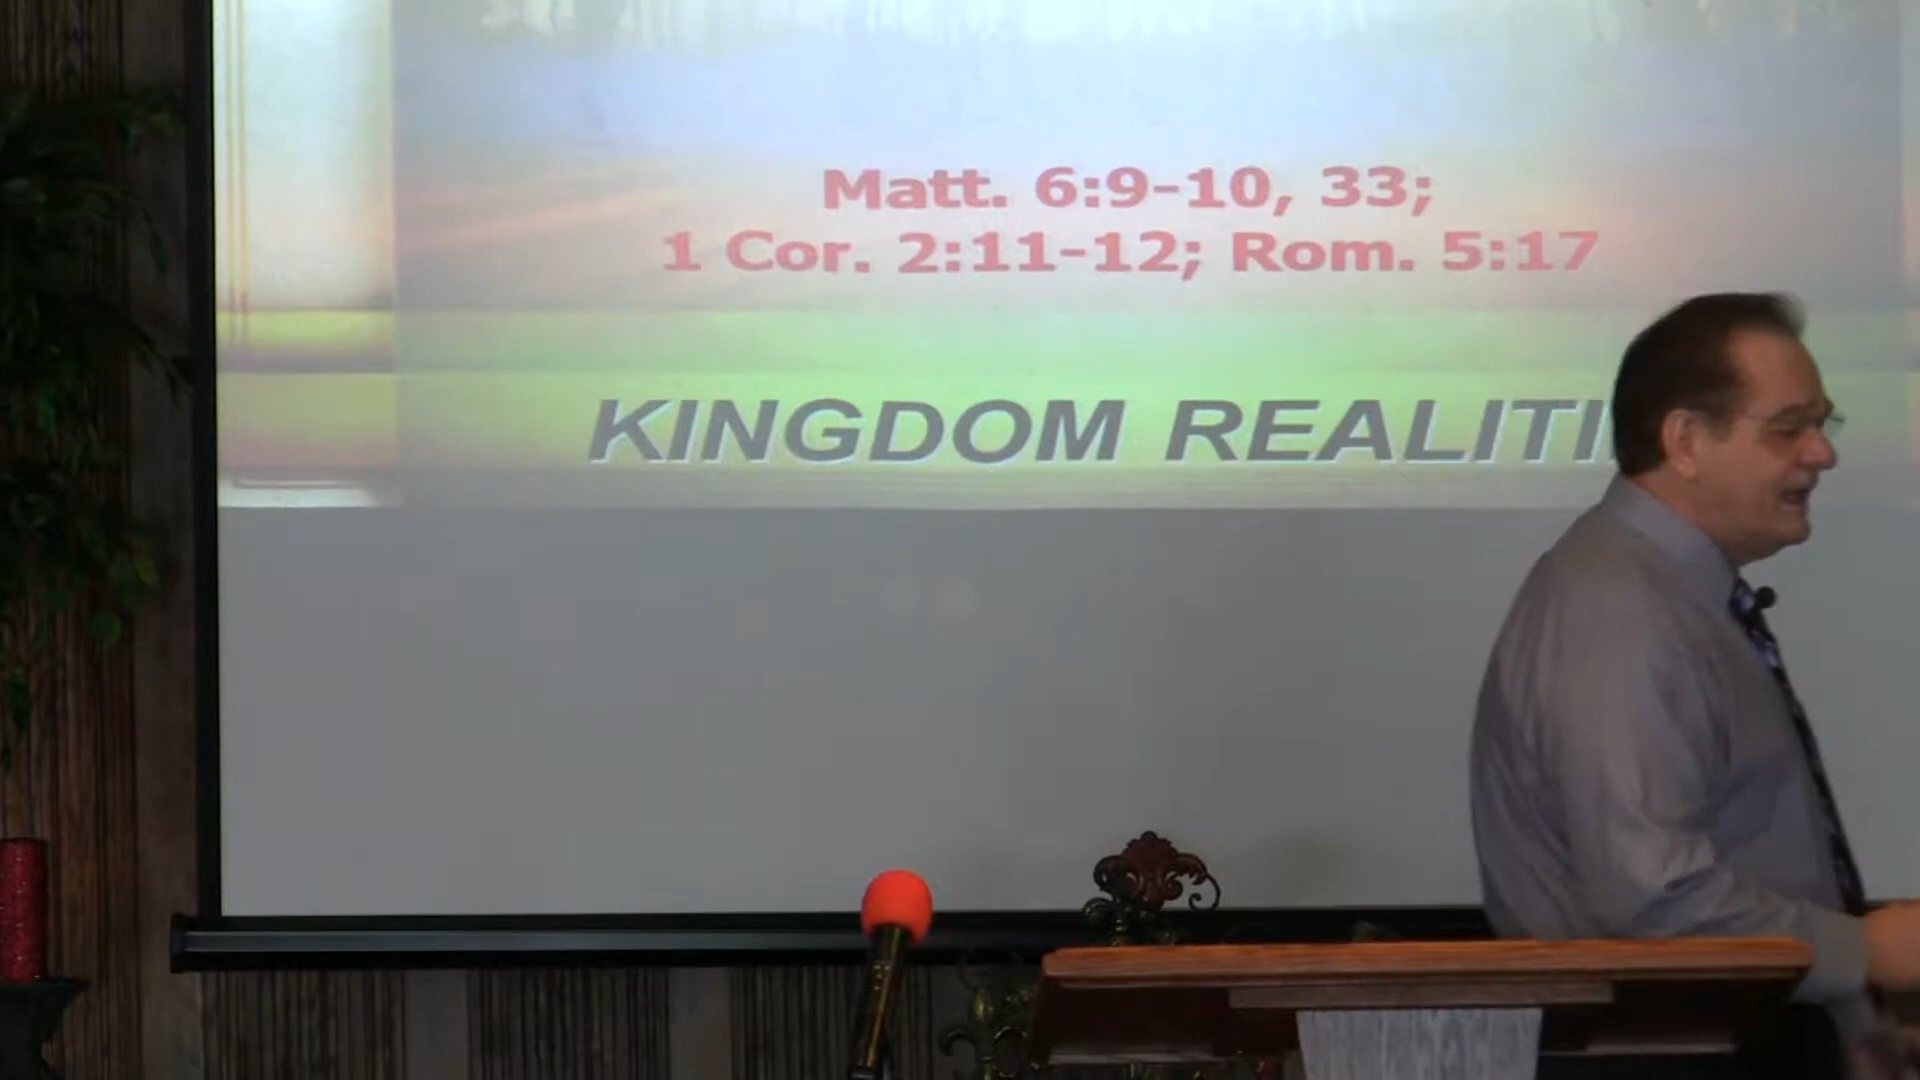 Matt. 6:9-10, 33;
1 Cor. 2:11-12; Rom. 5:17
KINGDOM REALITI